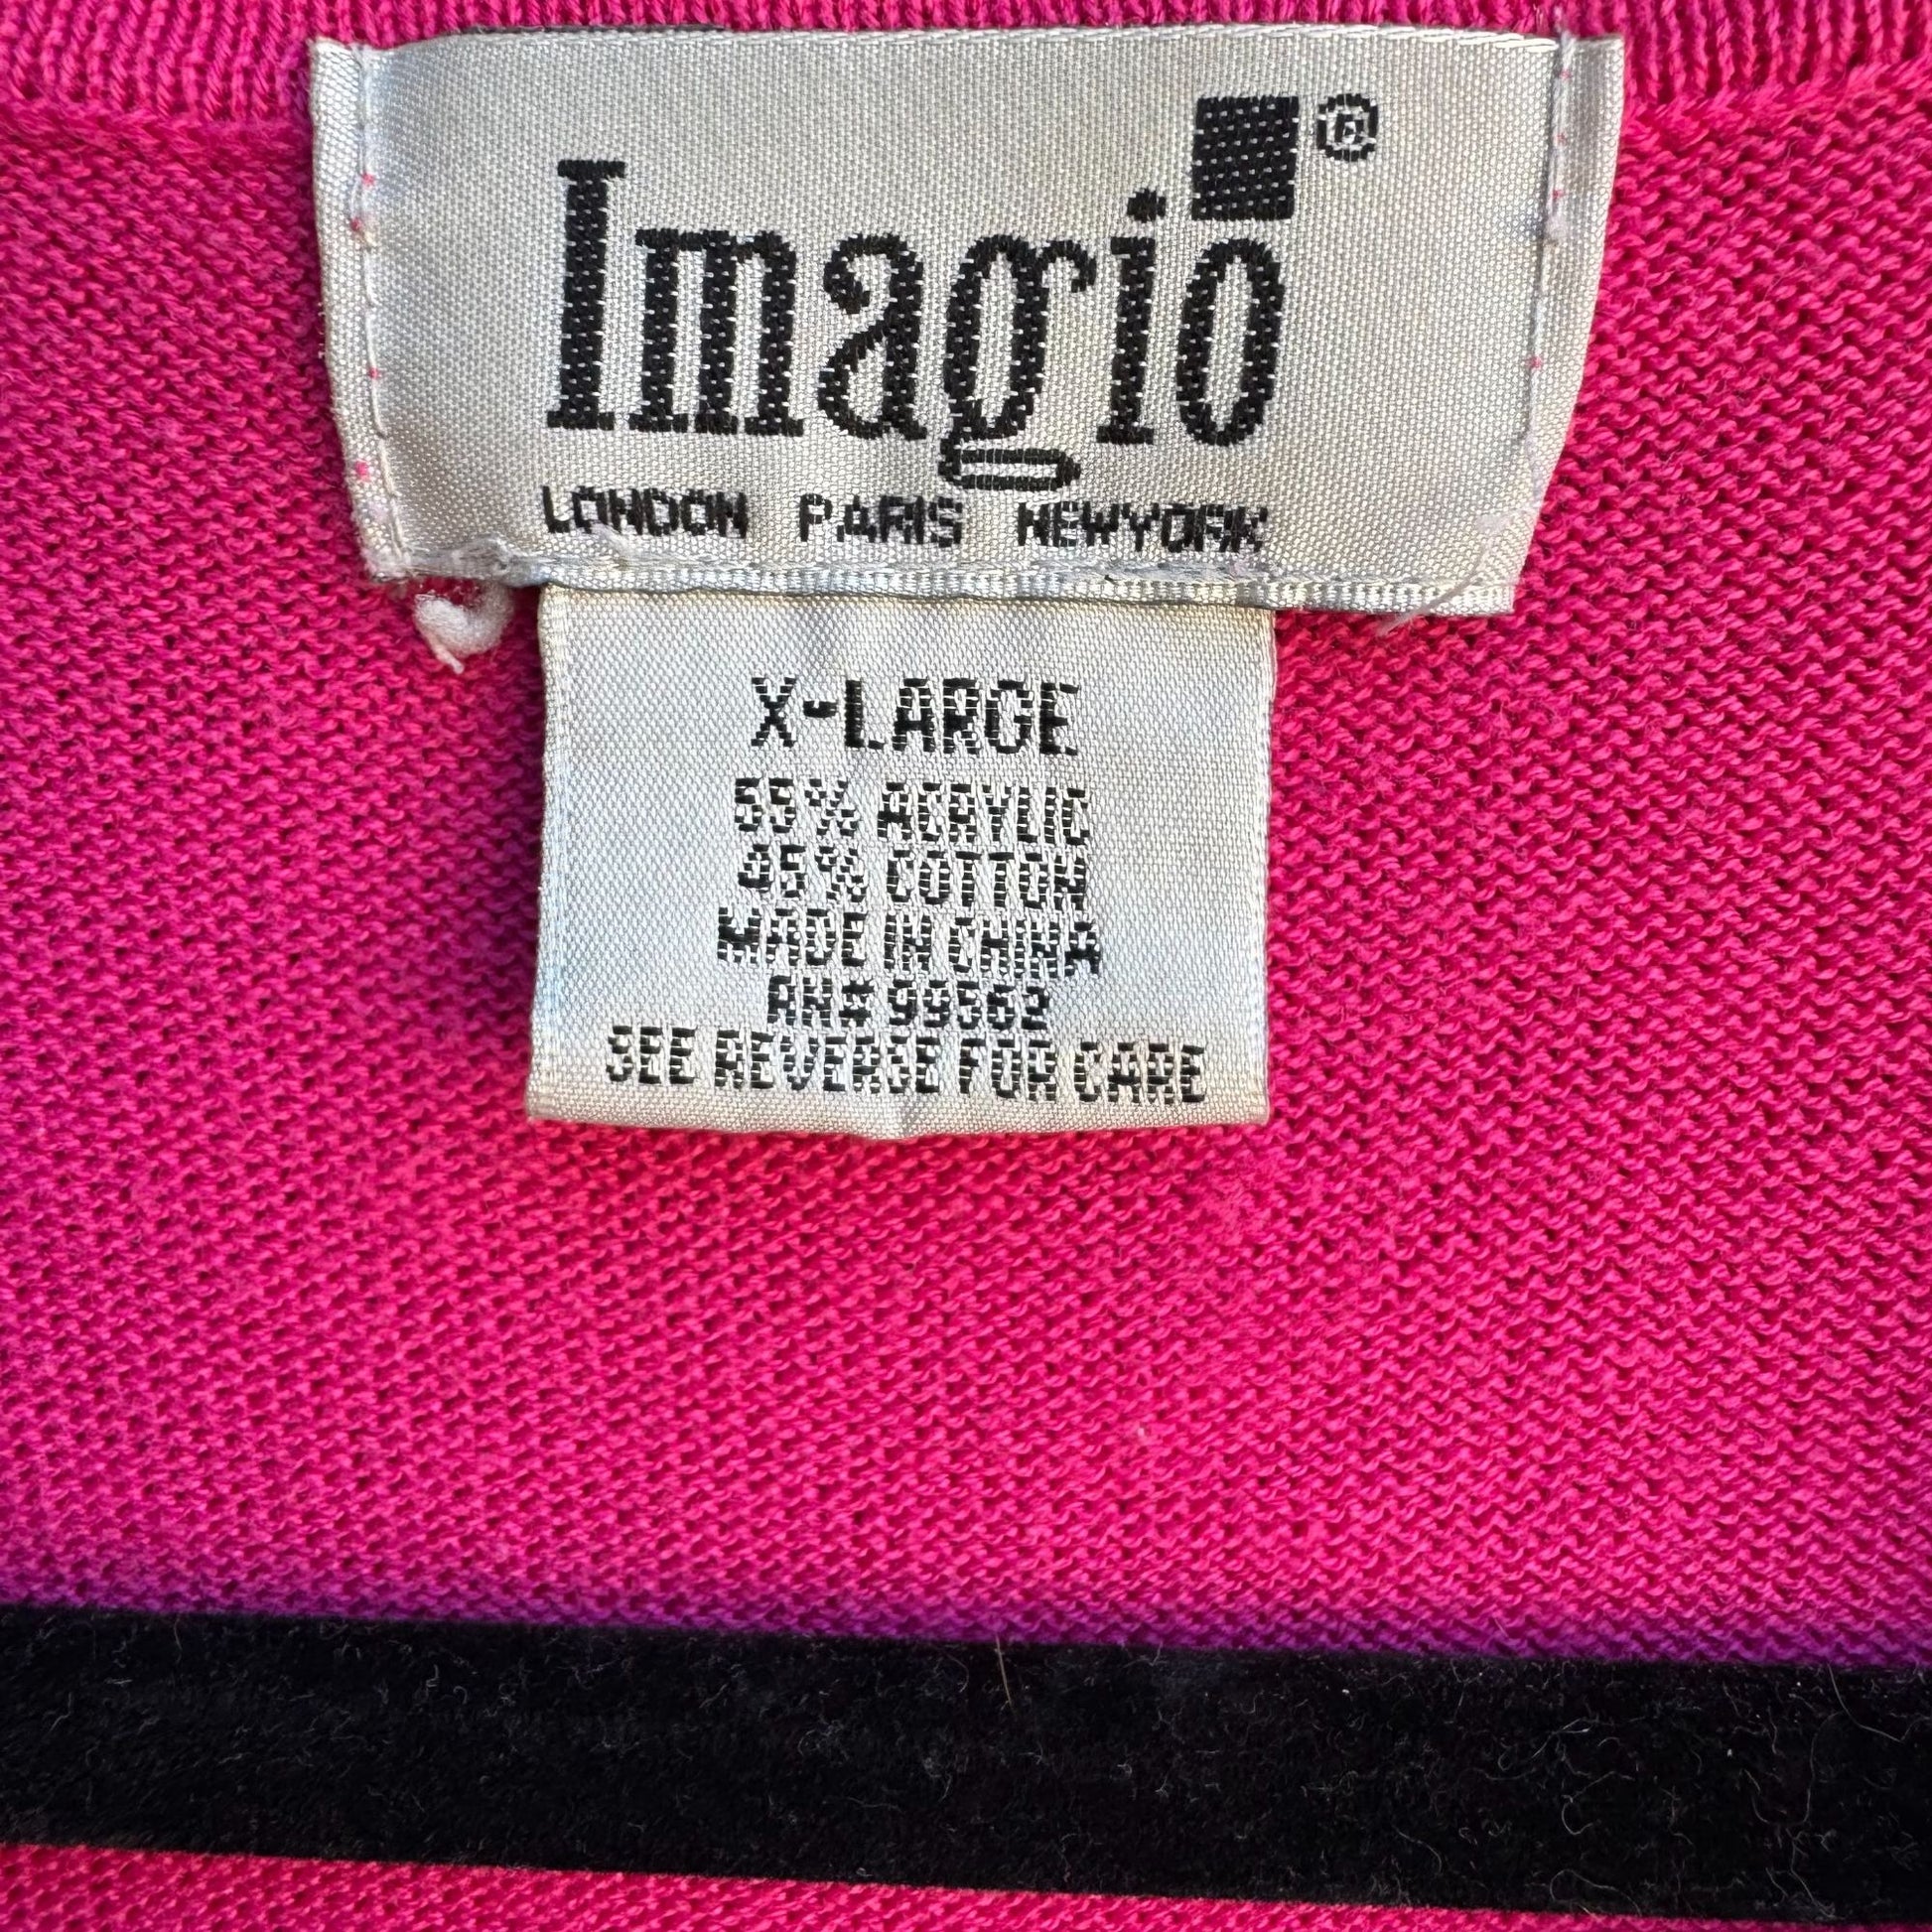 Imagio®
LONDON PARIS NEWYORK
X-LARGE
55% ACRYLIC
45% COTTON
MADE IN CHINA
RN# 99562
SEE REVERSE FOR CARE